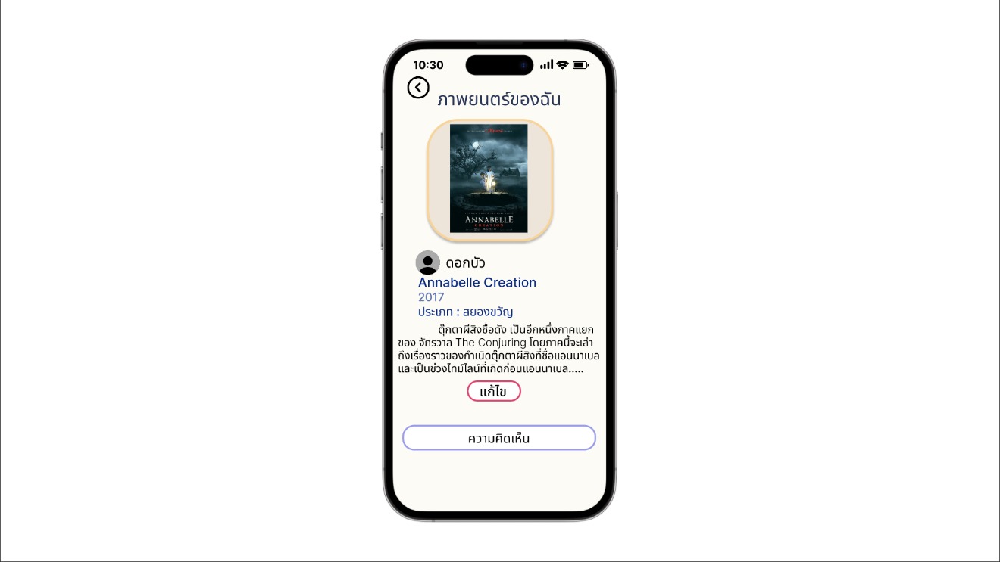 10:30
ภาพยนตร์ของฉัน
ANNABELLE
CREATION
ดอกบัว
Annabelle Creation
2017
ประเภท : สยองขวัญ
ตุ๊กตาผีสิงชื่อดัง เป็นอีกหนึ่งภาคแยก
ของ จักรวาล The Conjuring โดยภาคนี้จะเล่า
ถึงเรื่องราวของกำเนิดตุ๊กตาผีสิงที่ชื่อแอนนาเบล
และเป็นช่วงไทม์ไลน์ที่เกิดก่อนแอนนาเบล.....
แก้ไข
ความคิดเห็น